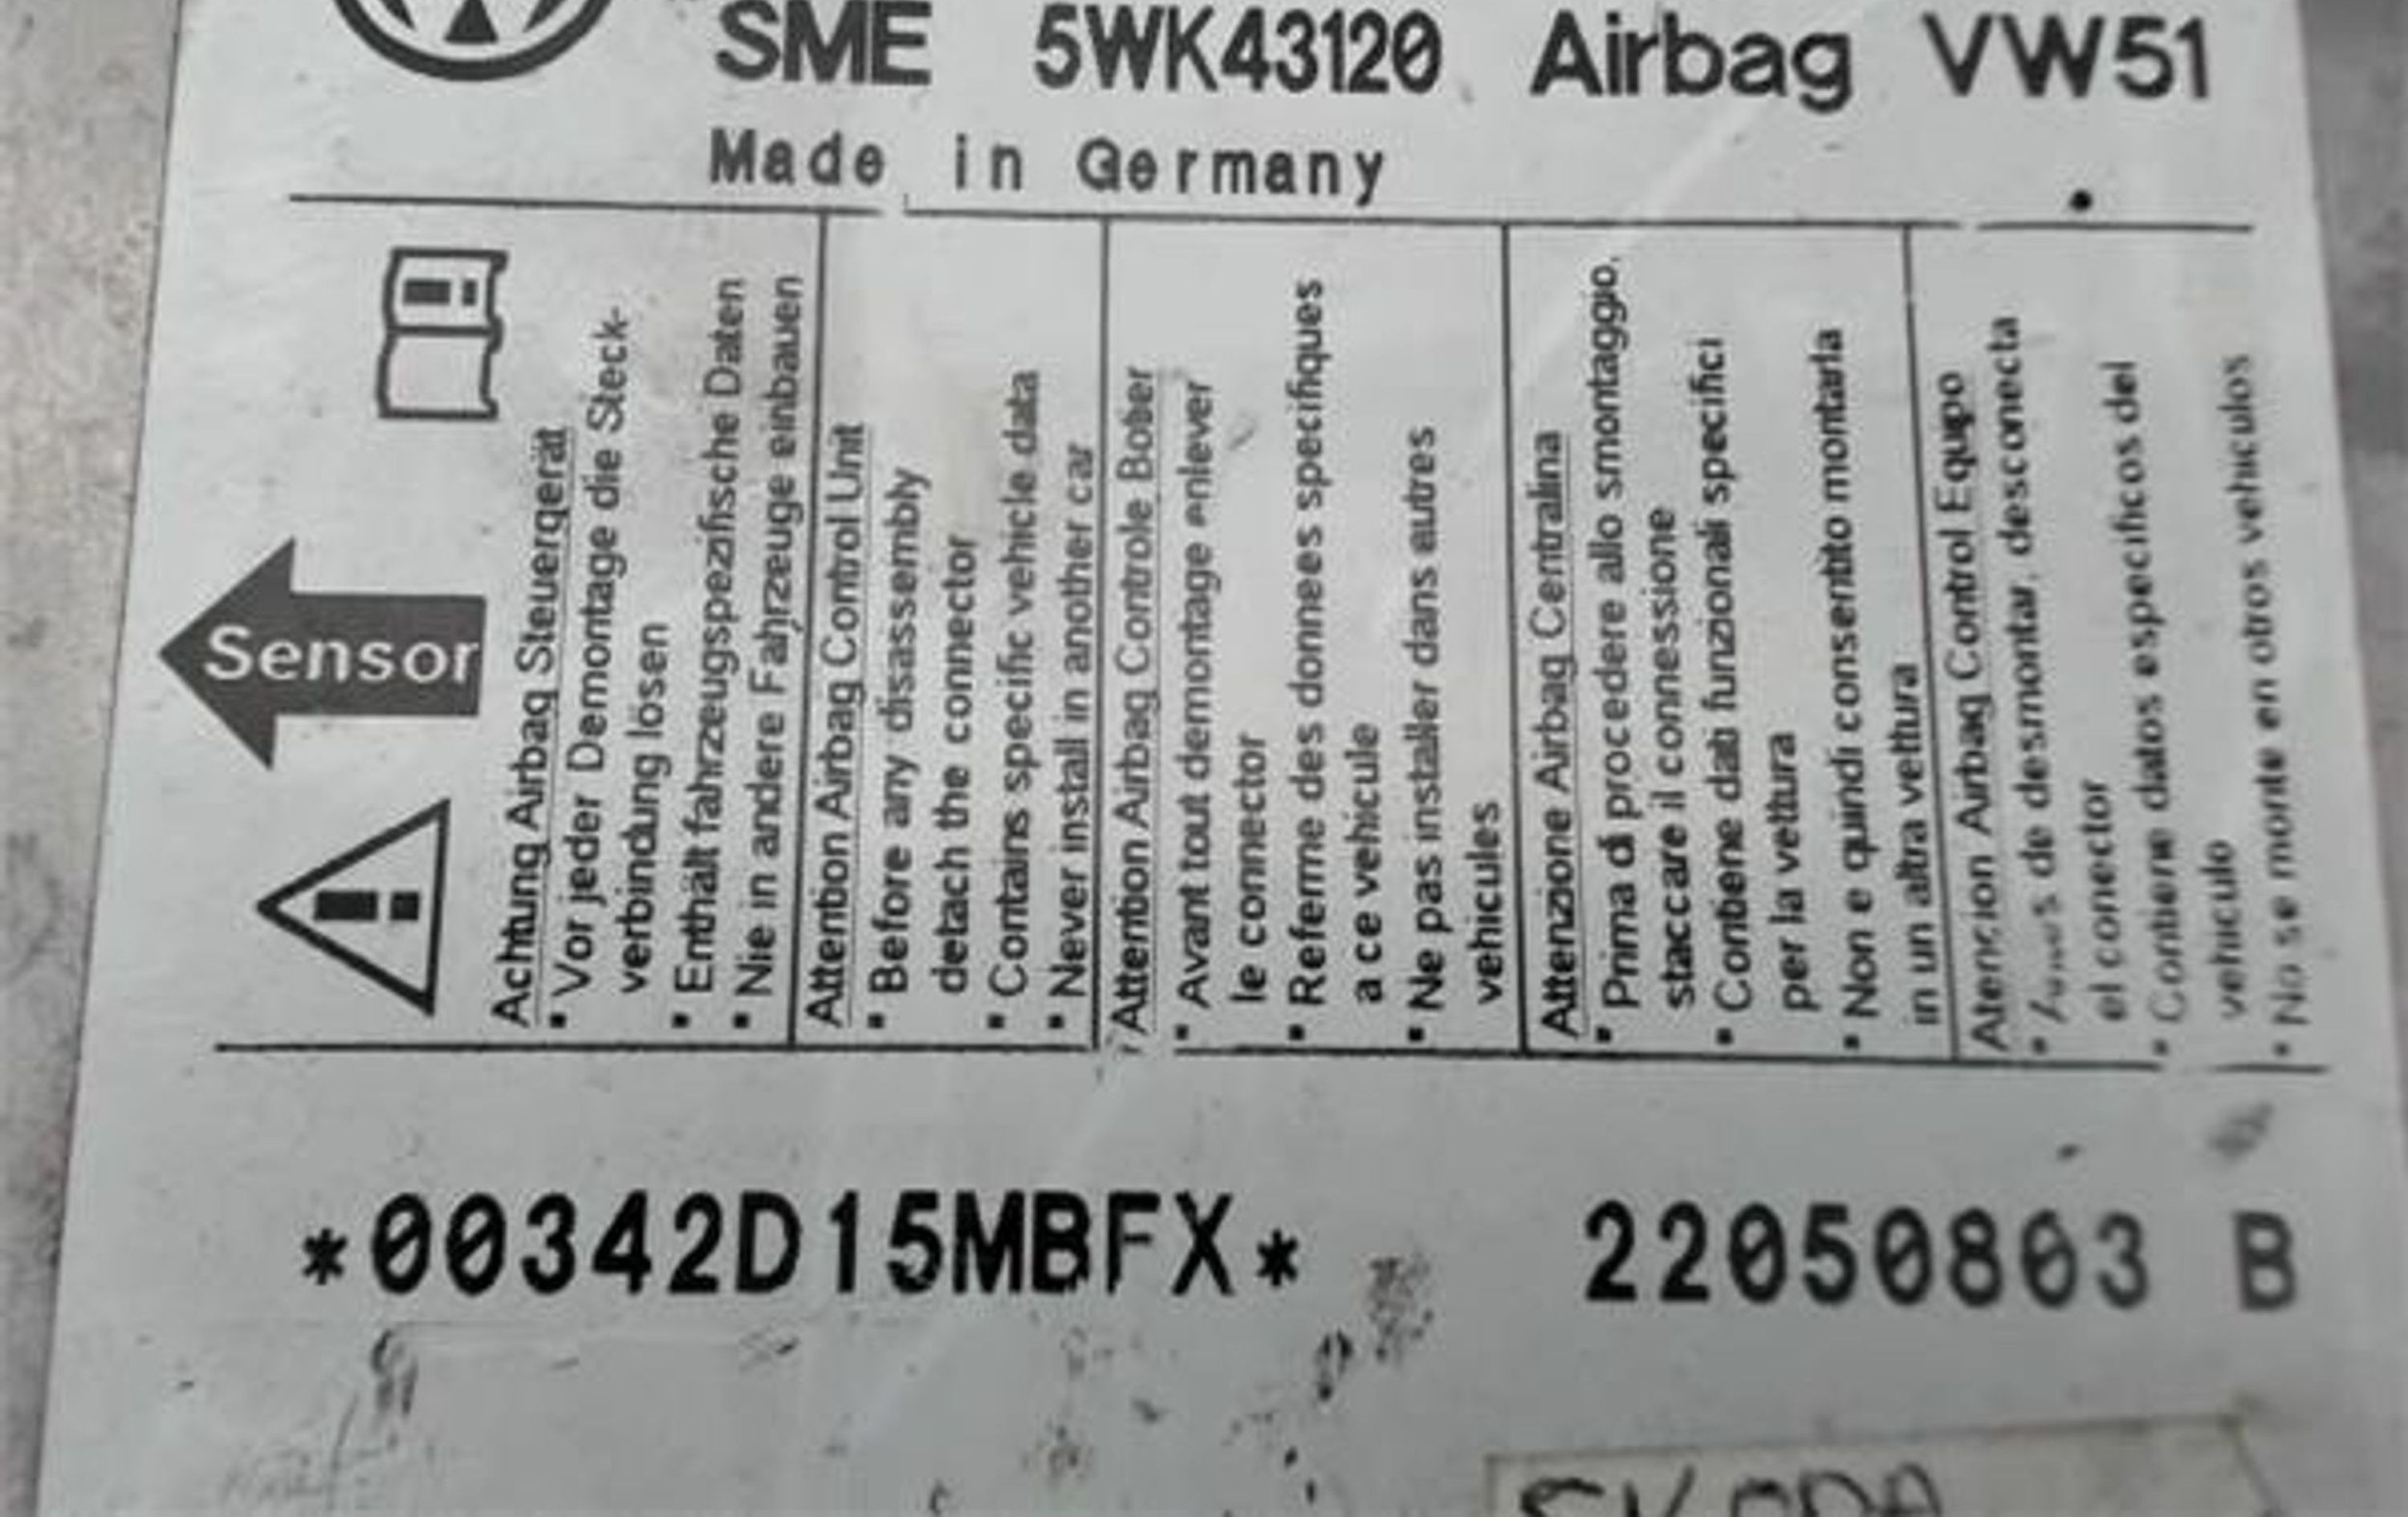 SME 5WK43120 Airbag VW51
Made in Germany
Sensor
Achtung Airbag Steuergerät
• Vor jeder Demontage die Steck-
verbindung lösen
• Enthält fahrzeugspezifische Daten
• Nie in andere Fahrzeuge einbauen
Attention Airbag Control Unit
• Before any disassembly
detach the connector
• Contains specific vehicle data
• Never install in another car
Attention Airbag Controle Boitier
• Avant tout demontage enlever
le connector
• Referme des donnees specifiques
a ce vehicule
• Ne pas installer dans autres
vehicules
Attenzione Airbag Centralina
• Prima di procedere allo smontaggio,
staccare il connessione
• Contiene dati funzionali specifici
per la vettura
• Non e quindi consentito montarla
in un altra vettura
Atencion Airbag Control Equipo
• de desmontar, desconecta
el conector
• Contiene datos especificos del
vehiculo
• No se monte en otros vehiculos
*00342D15MBFX* 22050803 B
SKODA